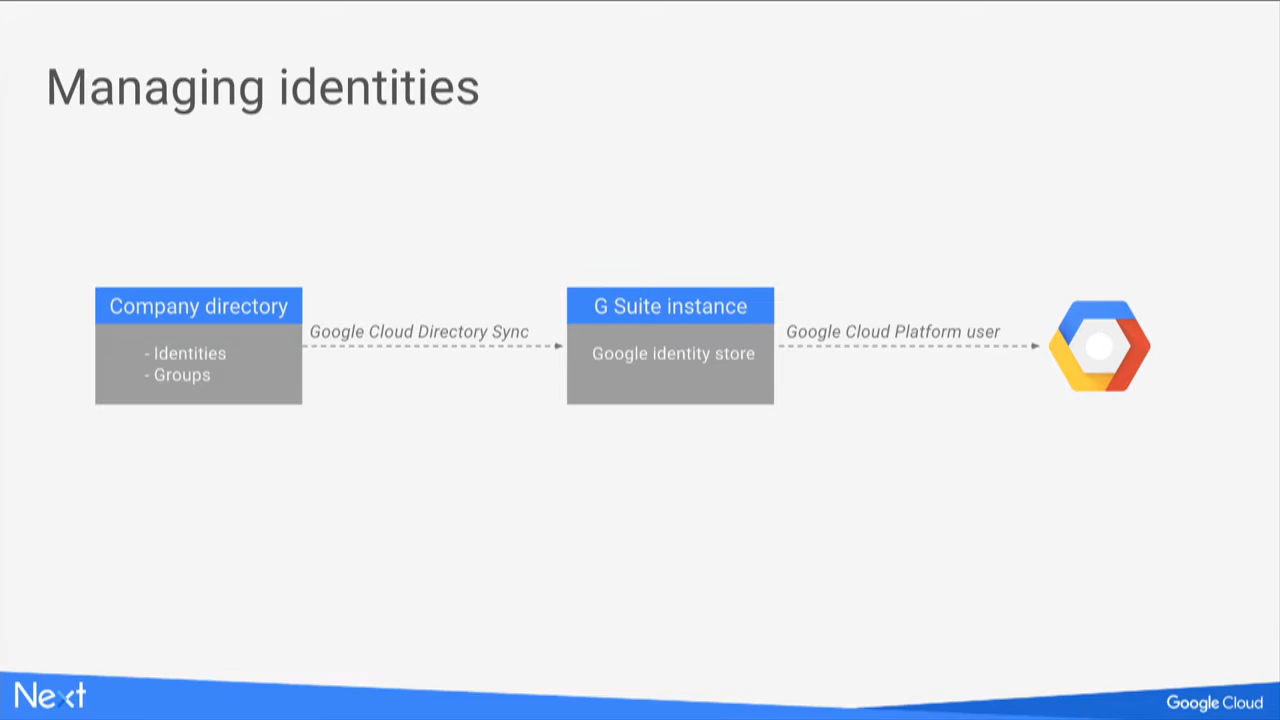 Managing identities
Company directory
- Identities
- Groups
Google Cloud Directory Sync
G Suite instance
Google identity store
Google Cloud Platform user
Next
Google Cloud